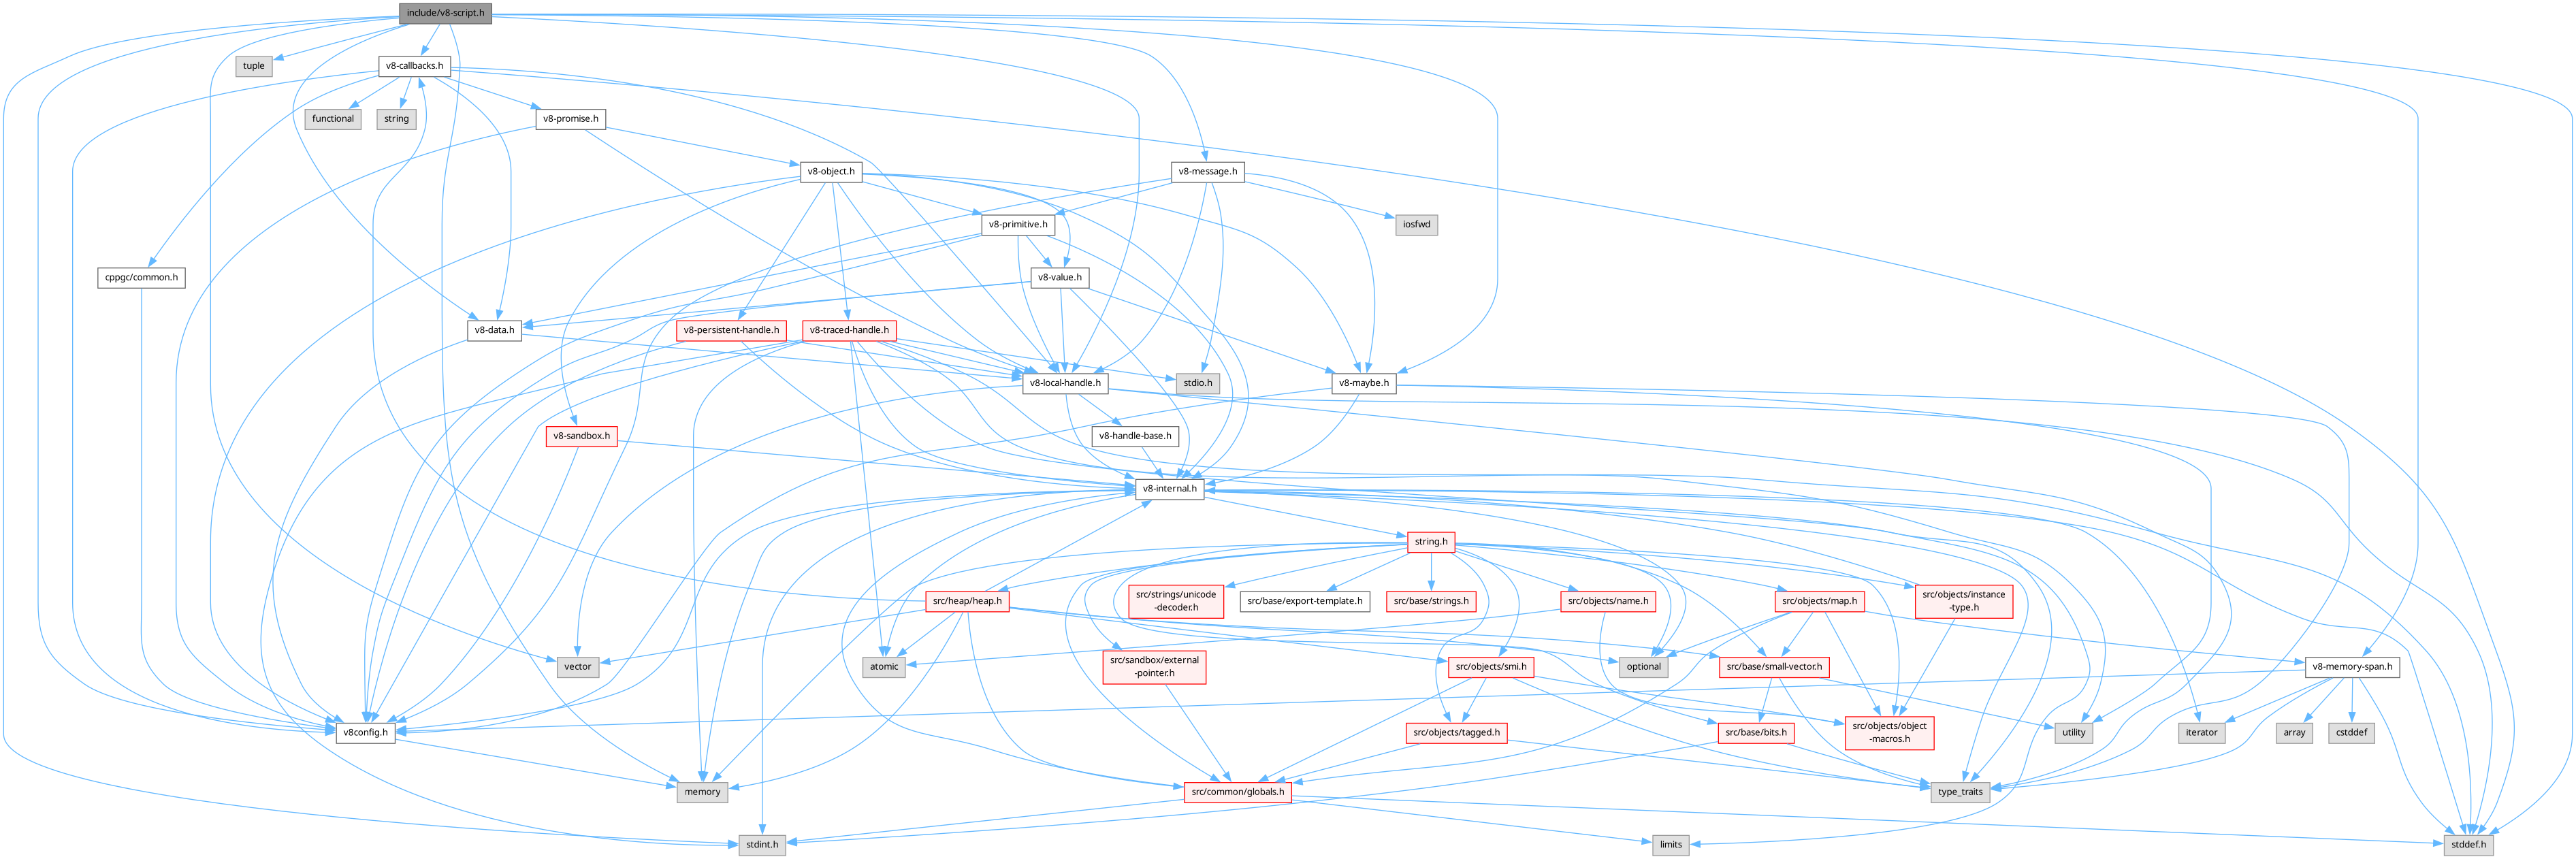 include/v8-script.h
tuple
v8-callbacks.h
functional
string
v8-promise.h
v8-object.h
v8-message.h
v8-primitive.h
iosfwd
cppgc/common.h
v8-value.h
v8-data.h
v8-persistent-handle.h
v8-traced-handle.h
v8-local-handle.h
stdio.h
v8-maybe.h
v8-sandbox.h
v8-handle-base.h
v8-internal.h
string.h
src/heap/heap.h
src/strings/unicode
-decoder.h
src/base/export-template.h
src/base/strings.h
src/objects/name.h
src/objects/map.h
src/objects/instance
-type.h
vector
atomic
src/sandbox/external
-pointer.h
src/objects/smi.h
optional
src/base/small-vector.h
v8-memory-span.h
v8config.h
src/objects/tagged.h
src/base/bits.h
src/objects/object
-macros.h
utility
iterator
array
cstddef
memory
src/common/globals.h
type_traits
stdint.h
limits
stddef.h